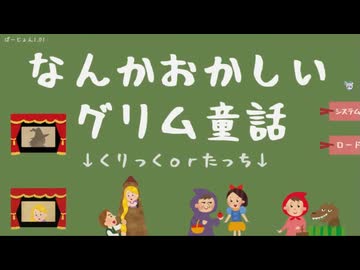 ばーじょん1.01
なんかおかしい
グリム童話
↓くりっくorたっち↓
システム
ロード